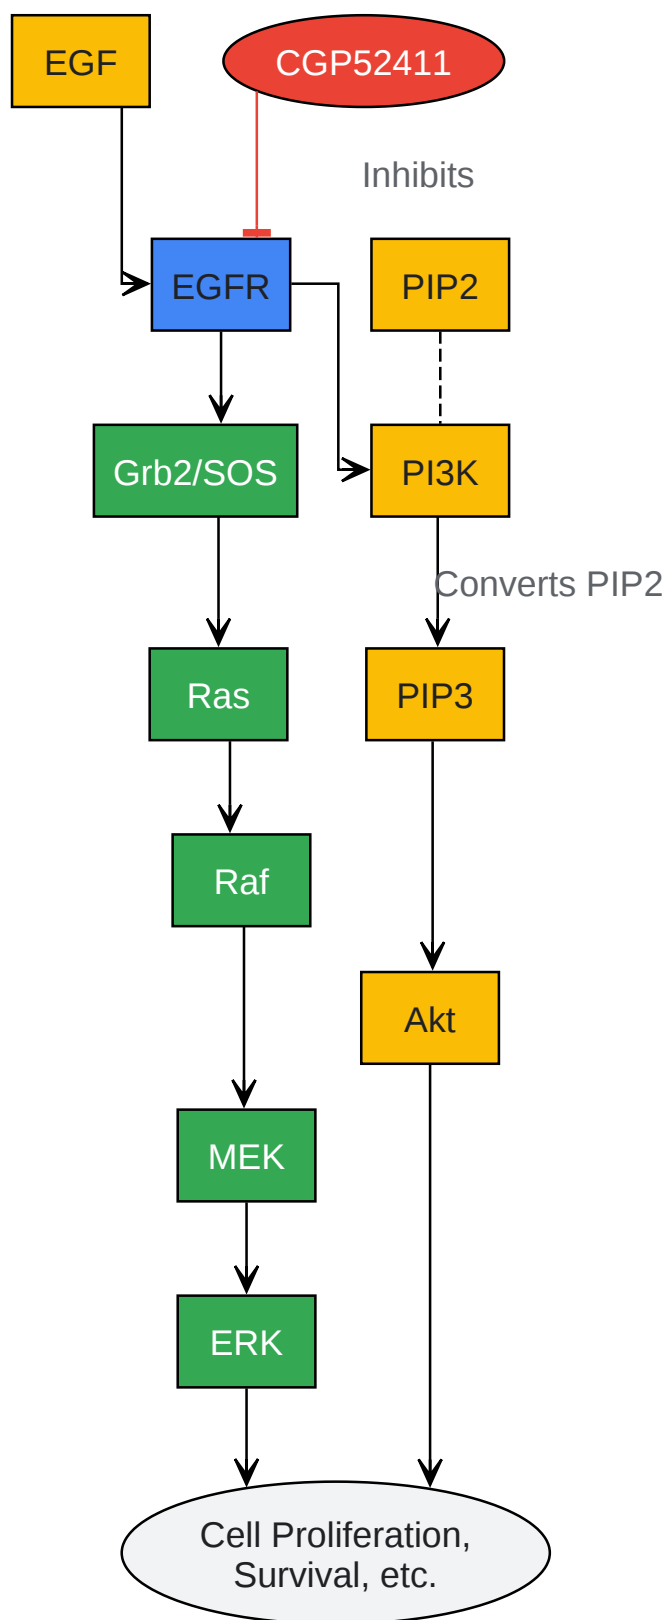 EGF
CGP52411
Inhibits
EGFR
PIP2
Grb2/SOS
PI3K
Converts PIP2
Ras
PIP3
Raf
Akt
MEK
ERK
Cell Proliferation,
Survival, etc.